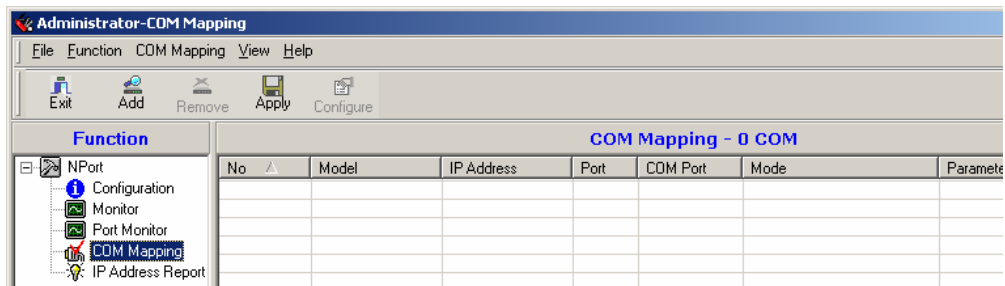 Administrator-COM Mapping
File Function COM Mapping View Help
Exit Add Remove Apply Configure
Function
COM Mapping - 0 COM
No Model IP Address Port COM Port Mode Paramete
NPort
Configuration
Monitor
Port Monitor
COM Mapping
IP Address Report